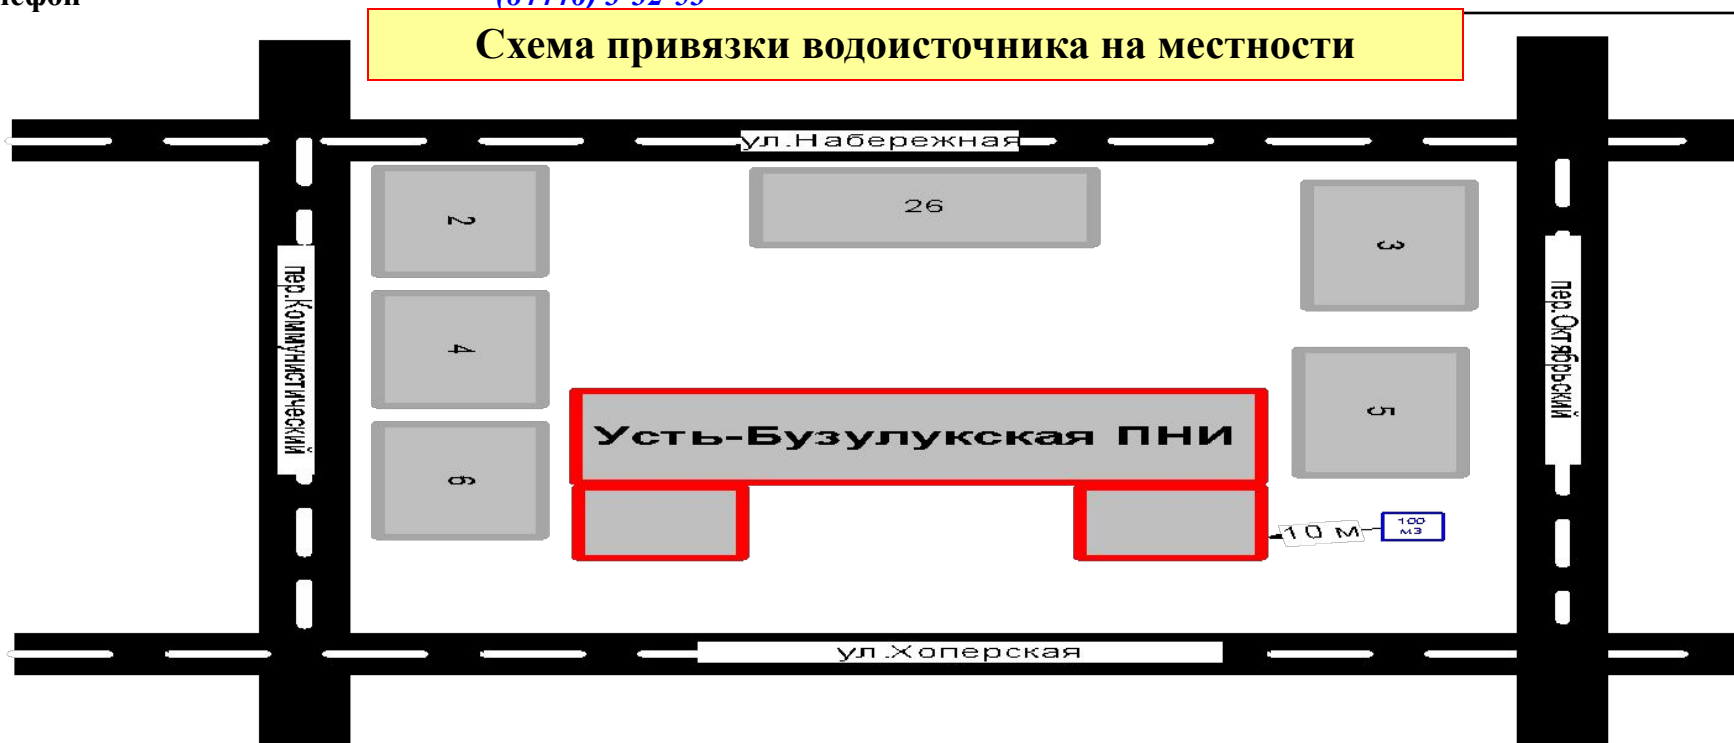 Схема привязки водоисточника на местности
ул.Набережная
2
26
3
пер.Коммунистический
пер.Октябрьский
4
5
Усть-Бузулукская ПНИ
6
10 м
100
м3
ул.Хоперская